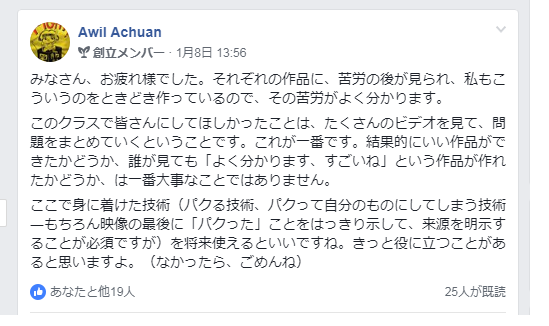 Awil Achuan
創立メンバー · 1月8日 13:56
みなさん、お疲れ様でした。それぞれの作品に、苦労の後が見られ、私もこ
ういうのをときどき作っているので、その苦労がよく分かります。
このクラスで皆さんにしてほしかったことは、たくさんのビデオを見て、問
題をまとめていくということです。これが一番です。結果的にいい作品がで
きたかどうか、誰が見ても「よく分かります、すごいね」という作品が作れ
たかどうか、は一番大事なことではありません。
ここで身に着けた技術（パクる技術、パクって自分のものにしてしまう技術
―もちろん映像の最後に「パクった」ことをはっきり示して、来源を明示す
ることが必須ですが）を将来使えるといいですね。きっと役に立つことがあ
ると思いますよ。（なかったら、ごめんね）
あなたと他19人
25人が既読